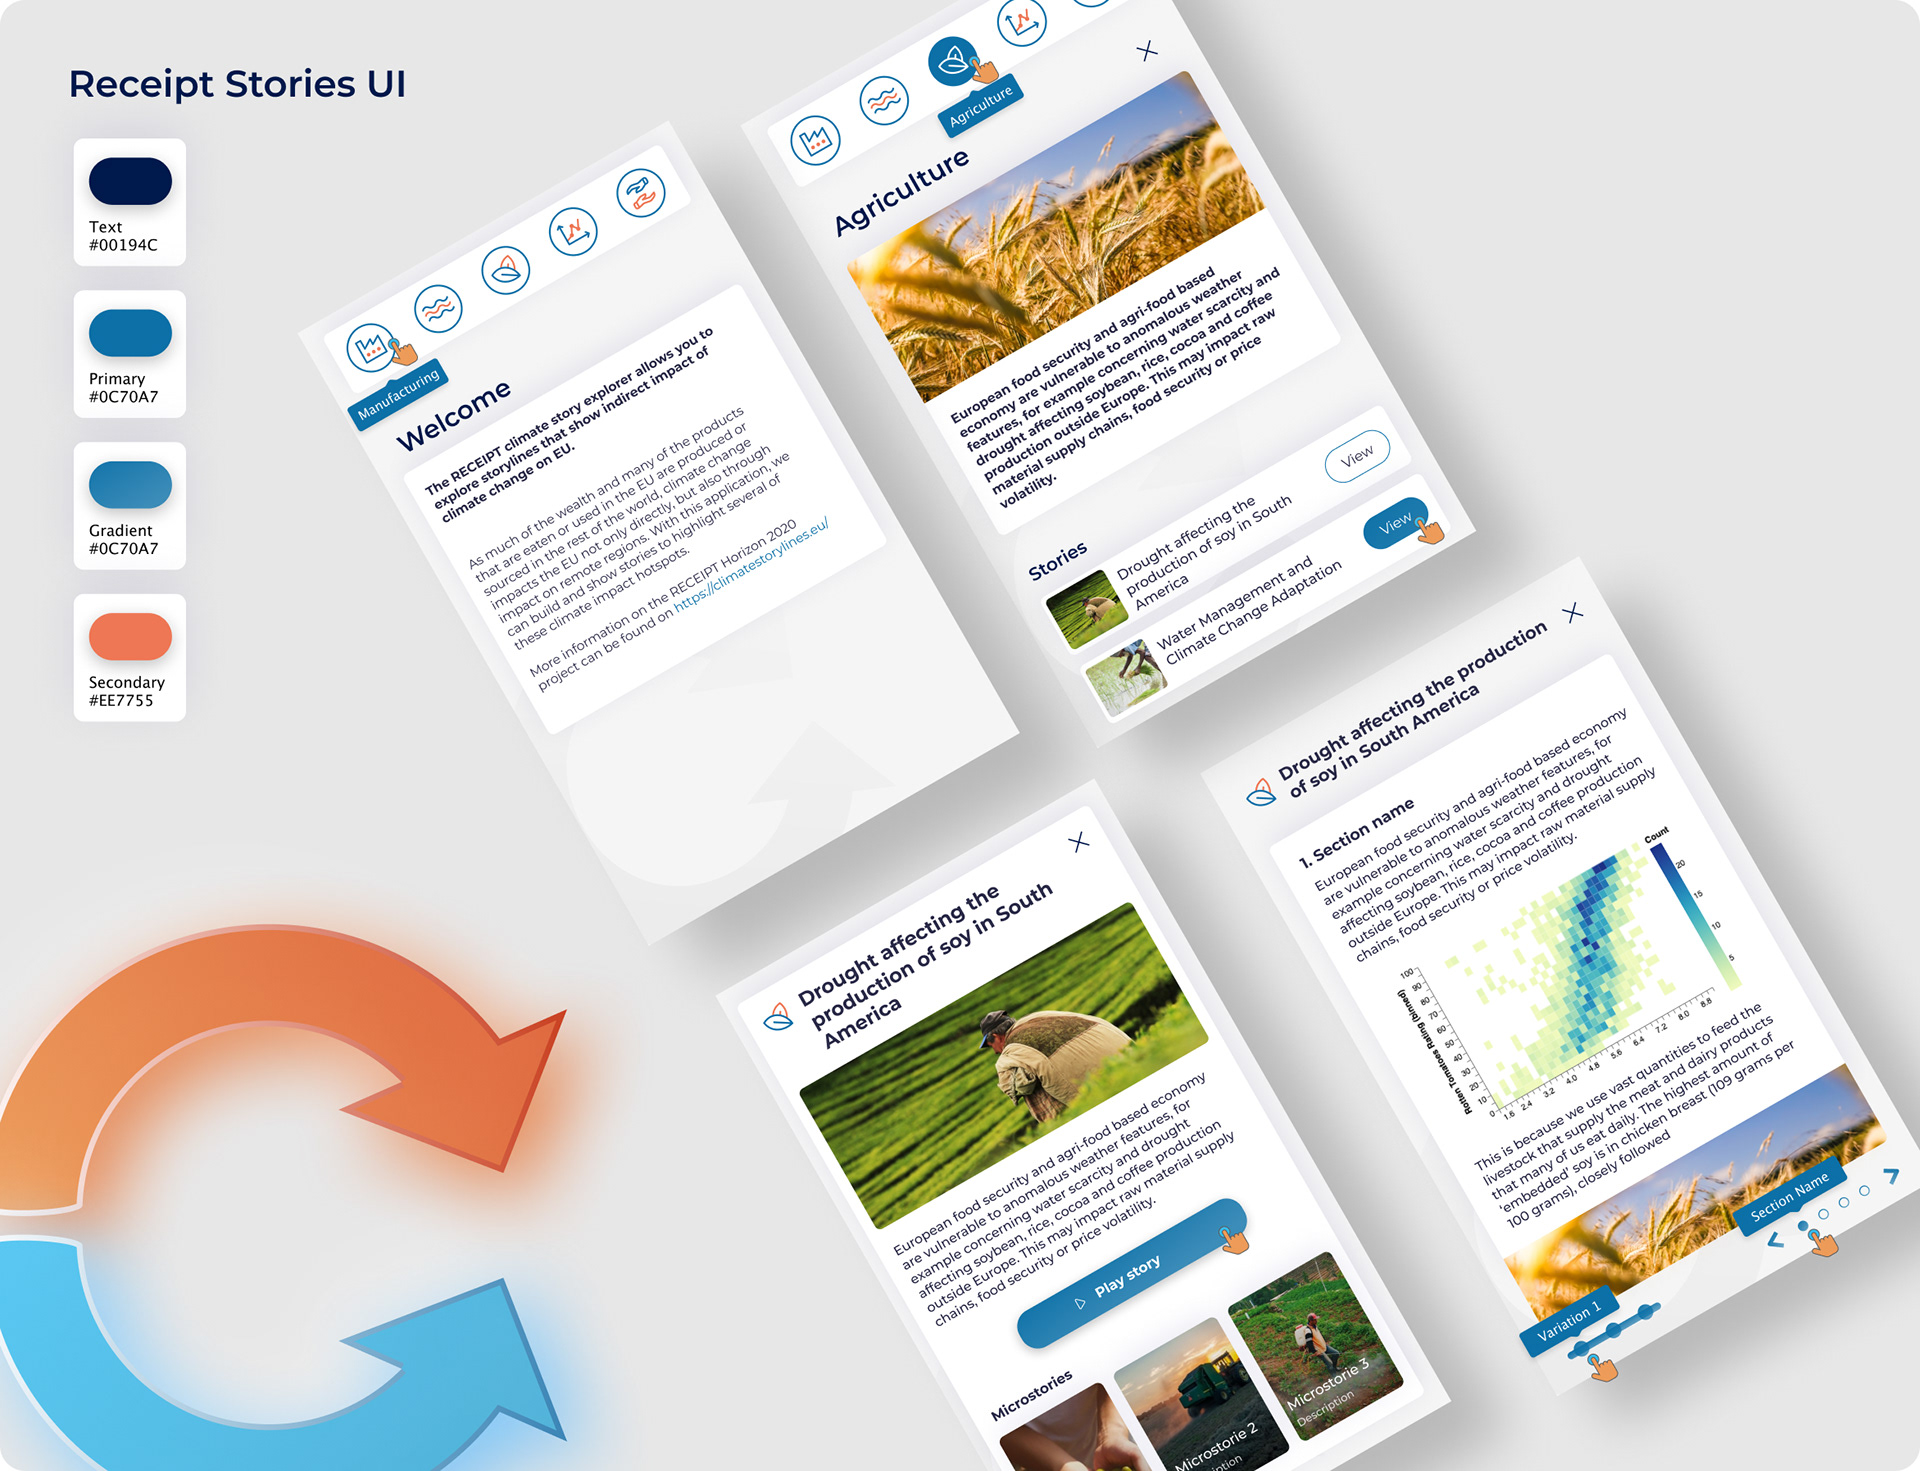 Receipt Stories UI
Text
#00194C
Primary
#0C70A7
Gradient
#0C70A7
Secondary
#EE7755
Manufacturing
Welcome
The RECEIPT climate story explorer allows you to
explore storylines that show indirect impact of
climate change on EU.
As much of the wealth and many of the products
that are eaten or used in the EU are produced or
sourced in the rest of the world, climate change
impacts the EU not only directly, but also through
impact on remote regions. With this application, we
can build and show stories to highlight several of
these climate impact hotspots.
More information on the RECEIPT Horizon 2020
project can be found on https://climatestorylines.eu/
Agriculture
Agriculture
European food security and agri-food based
economy are vulnerable to anomalous weather
features, for example concerning water scarcity and
drought affecting soybean, rice, cocoa and coffee
production outside Europe. This may impact raw
material supply chains, food security or price
volatility.
Stories
Drought affecting the
production of soy in South
America
View
Water Management and
Climate Change Adaptation
View
Drought affecting the
production of soy in South
America
European food security and agri-food based economy
are vulnerable to anomalous weather features, for
example concerning water scarcity and drought
affecting soybean, rice, cocoa and coffee production
outside Europe. This may impact raw material supply
chains, food security or price volatility.
Play story
Microstories
Microstorie 2
Microstorie 3
Description
Drought affecting the production
of soy in South America
1. Section name
European food security and agri-food based economy
are vulnerable to anomalous weather features, for
example concerning water scarcity and drought
affecting soybean, rice, cocoa and coffee production
outside Europe. This may impact raw material supply
chains, food security or price volatility.
Count
20
15
10
5
Rotten Tomatoes Rating (binned)
100
90
80
70
60
50
40
30
20
10
0
1.6 2.4 3.2 4.0 4.8 5.6 6.4 7.2 8.0 8.8
This is because we use vast quantities to feed the
livestock that supply the meat and dairy products
that many of us eat daily. The highest amount of
'embedded' soy is in chicken breast (109 grams per
100 grams), closely followed
Section Name
Variation 1